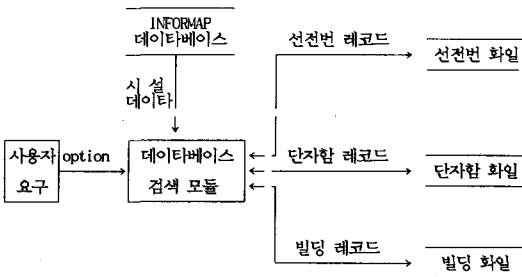 INFORMAP
데이타베이스
선전번 레코드
선전번 화일
시 설
데이타
사용자
요구
option
데이타베이스
검색 모듈
단자함 레코드
단자함 화일
빌딩 레코드
빌딩 화일